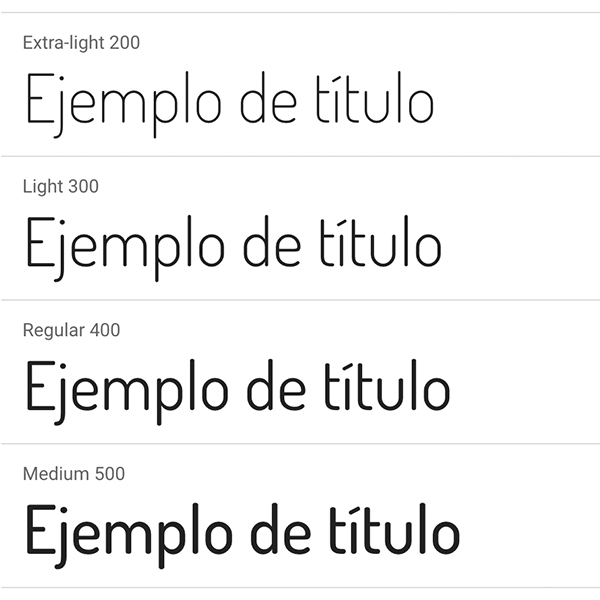 Extra-light 200
Ejemplo de título
Light 300
Ejemplo de título
Regular 400
Ejemplo de título
Medium 500
Ejemplo de título